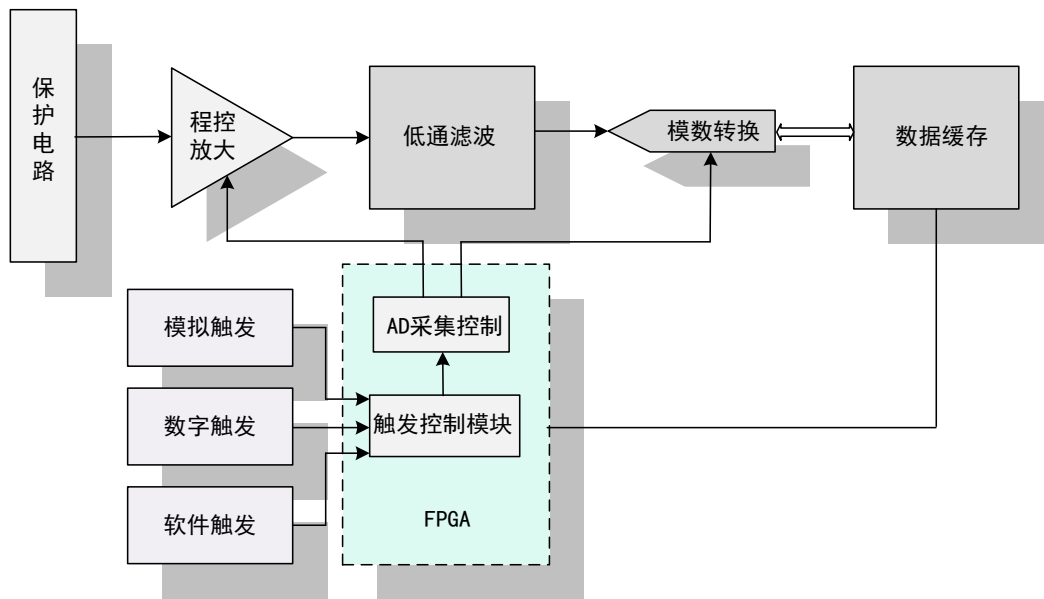 保
护
电
路
程控
放大
低通滤波
模数转换
数据缓存
模拟触发
AD采集控制
数字触发
触发控制模块
软件触发
FPGA